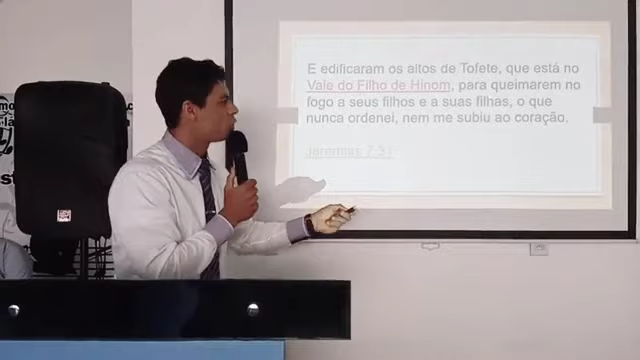 E edificaram os altos de Tofete, que está no
Vale do Filho de Hinom, para queimarem no
fogo a seus filhos e a suas filhas, o que
nunca ordenei, nem me subiu ao coração.
Jeremias 7:31